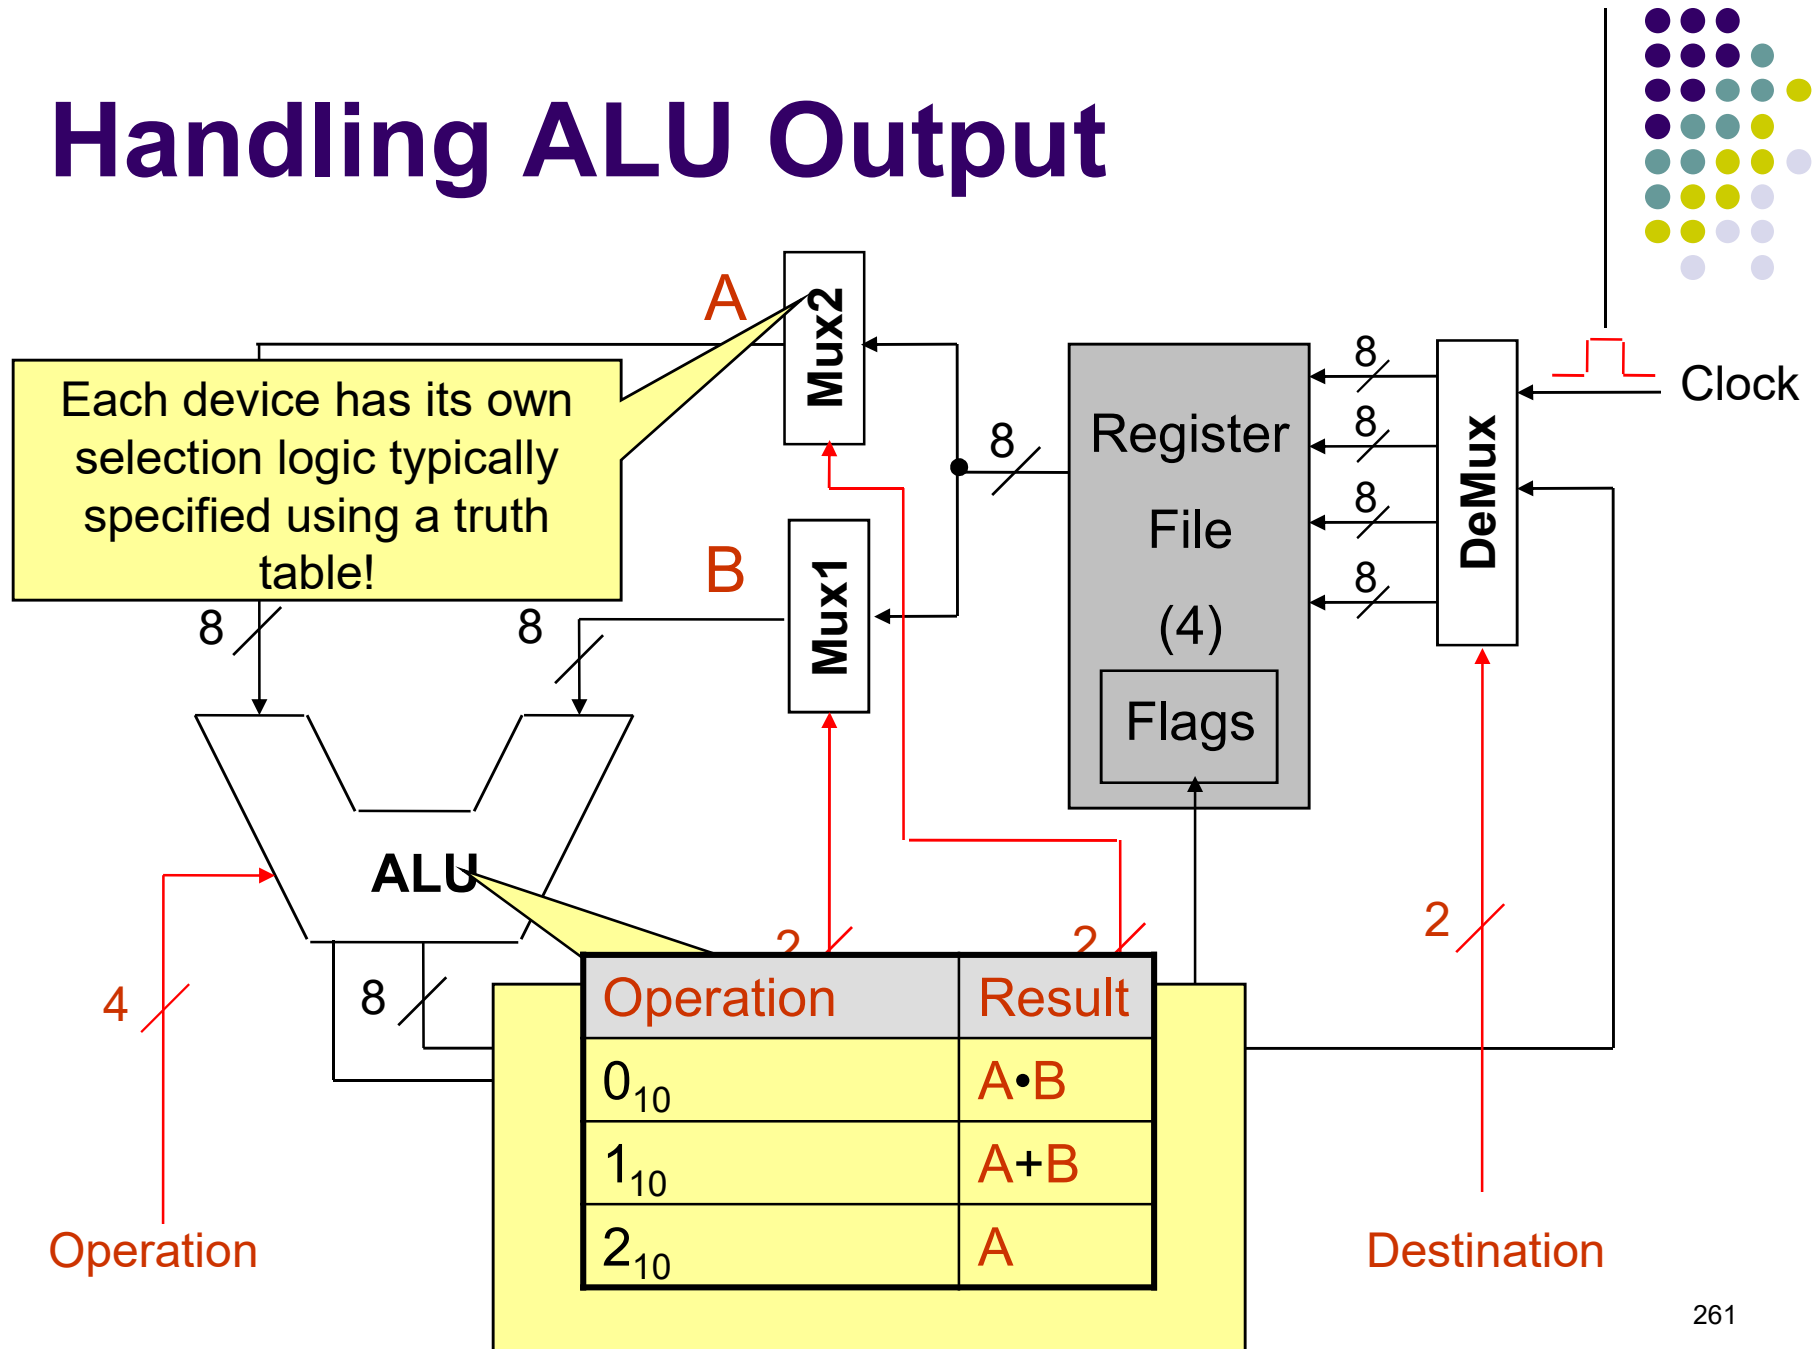 Handling ALU Output
A
Mux2
Each device has its own
selection logic typically
specified using a truth
table!
8
8
B
Mux1
8
Register
File
(4)
Flags
8
8
8
8
DeMux
Clock
ALU
4
8
2
2
2
Operation
Result
0₁₀
A•B
1₁₀
A+B
2₁₀
A
Operation
Destination
261